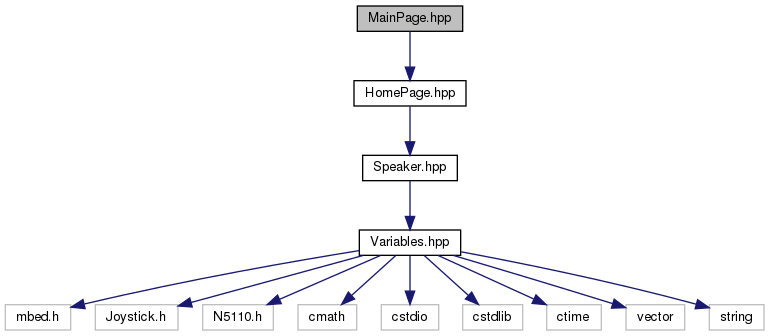 MainPage.hpp
HomePage.hpp
Speaker.hpp
Variables.hpp
mbed.h
Joystick.h
N5110.h
cmath
cstdio
cstdlib
ctime
vector
string